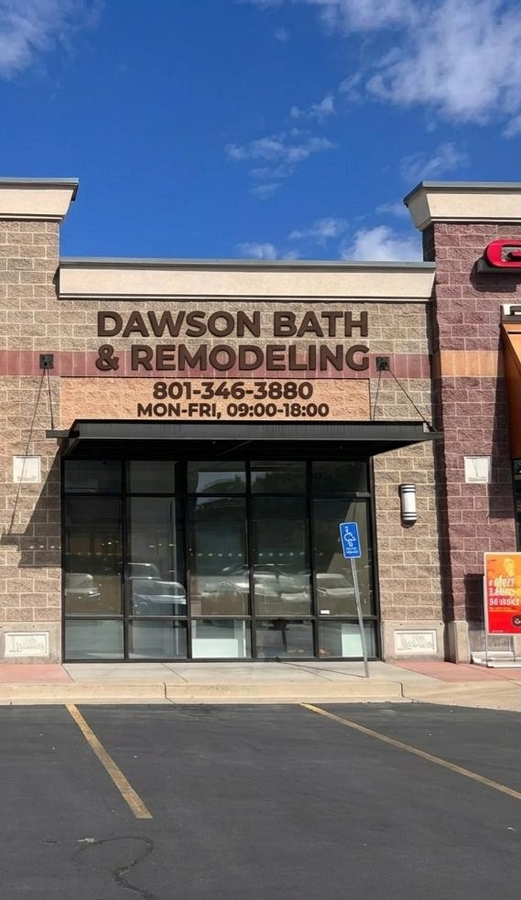 DAWSON BATH
& REMODELING
801-346-3880
MON-FRI, 09:00-18:00